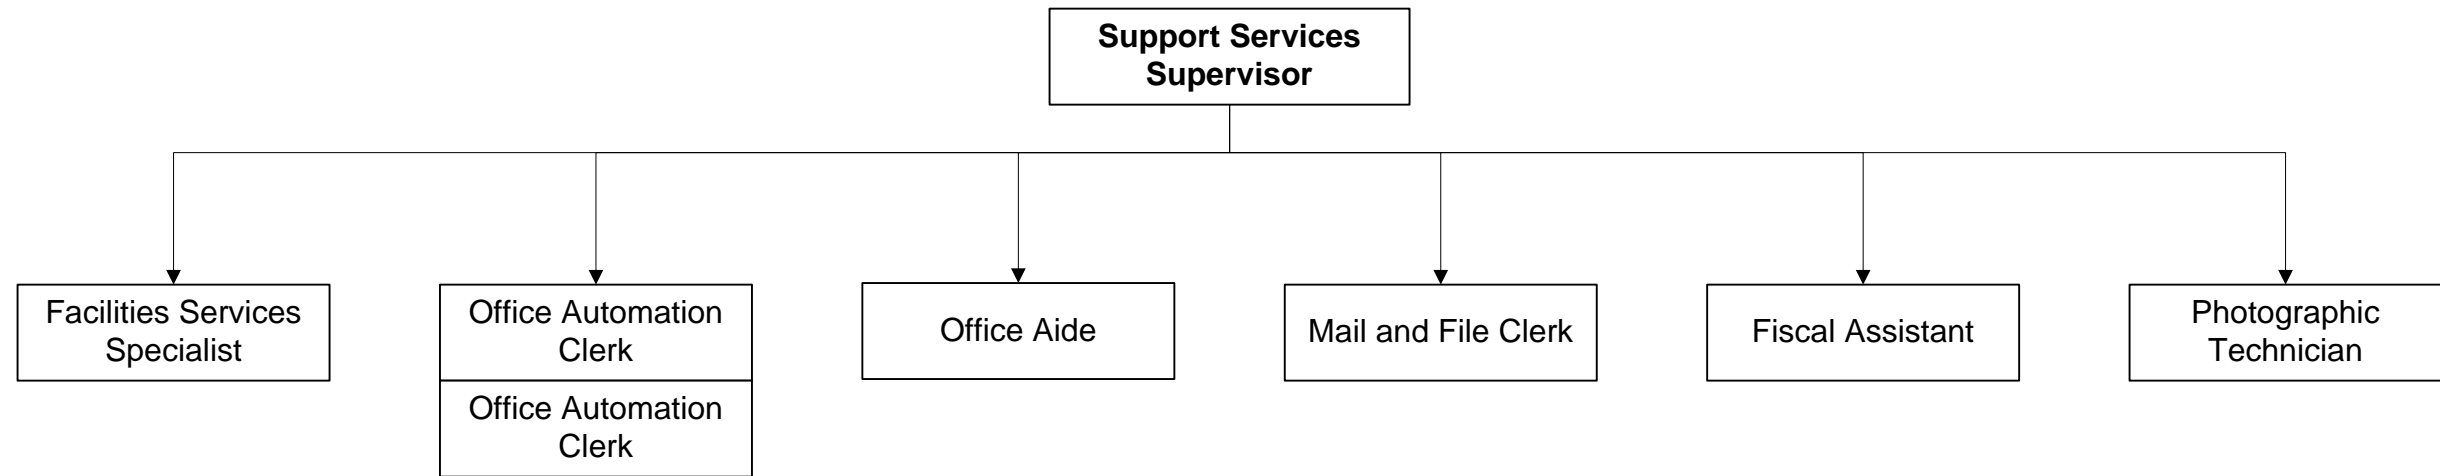 Support Services
Supervisor
Facilities Services
Specialist
Office Automation
Clerk
Office Automation
Clerk
Office Aide
Mail and File Clerk
Fiscal Assistant
Photographic
Technician